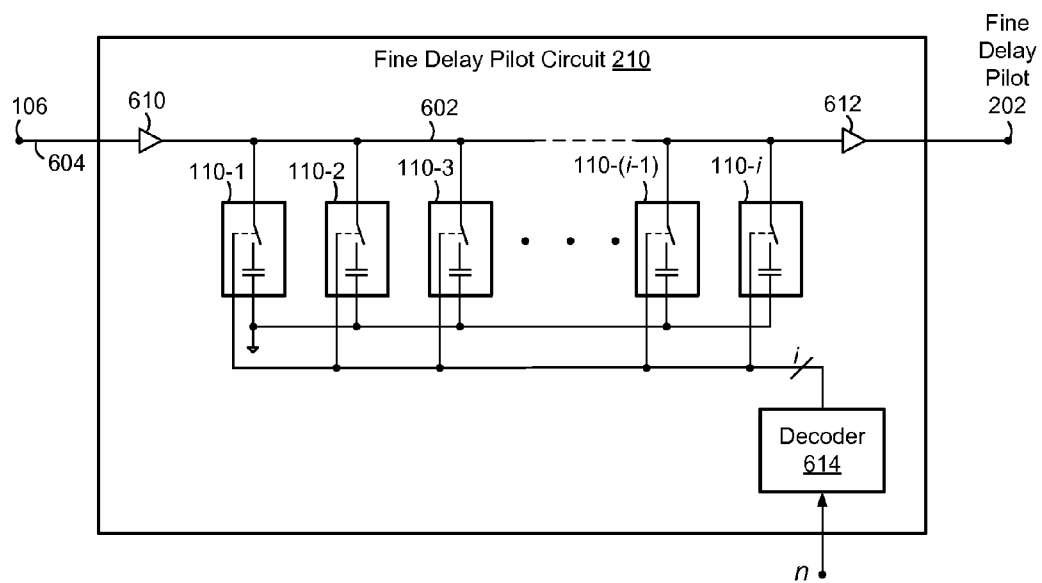 Fine
Delay
Pilot
202
Fine Delay Pilot Circuit 210
106
610
602
612
604
110-1
110-2
110-3
110-(i-1)
110-i
i
Decoder
614
n